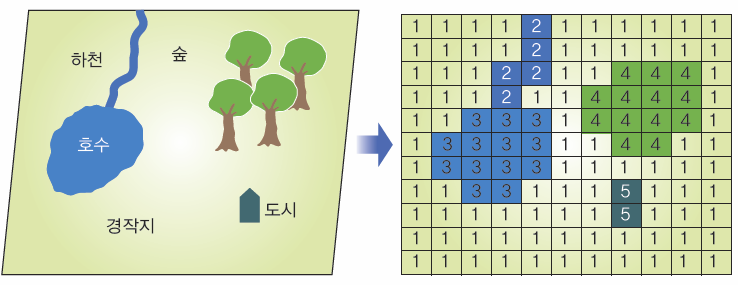 하천
숲
호수
도시
경작지
1 1 1 1 2 1 1 1 1 1 1
1 1 1 1 2 1 1 1 1 1 1
1 1 1 2 2 1 1 4 4 4 1
1 1 1 2 1 1 4 4 4 4 1
1 1 3 3 3 1 4 4 4 4 1
1 3 3 3 3 1 1 4 4 1 1
1 3 3 3 3 1 1 1 1 1 1
1 1 3 3 1 1 1 5 1 1 1
1 1 1 1 1 1 1 5 1 1 1
1 1 1 1 1 1 1 1 1 1 1
1 1 1 1 1 1 1 1 1 1 1